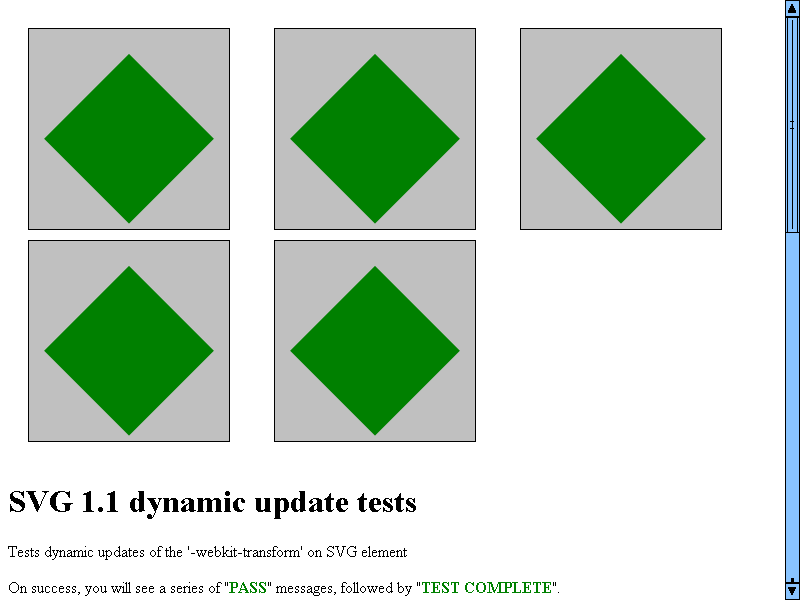 SVG 1.1 dynamic update tests
Tests dynamic updates of the '-webkit-transform' on SVG element
On success, you will see a series of "PASS" messages, followed by "TEST COMPLETE".